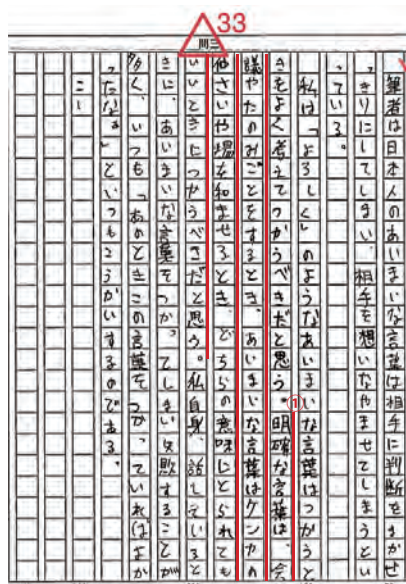 33
問三
筆者は日本人のあいまいな言葉は相手に判断をまかせ
っきりにしてしまい、相手を想いなやませてしまうとい
っている。
私は「よろしく」のようなあいまいな言葉はつかうと
きをよく考えてつかうべきだと思う。明確な言葉は、会
①
議やたのみごとをするとき、あいまいな言葉はケンカの
仲さいや場を和ませるとき、どちらの意味にとられても
いいときにつかうべきだと思う。私自身、話していると
きに、あいまいな言葉をつかってしまい失敗することが
多く、いつも「あのときこの言葉をつかっていればよか
ったなぁ」といつもこうかいするのである。